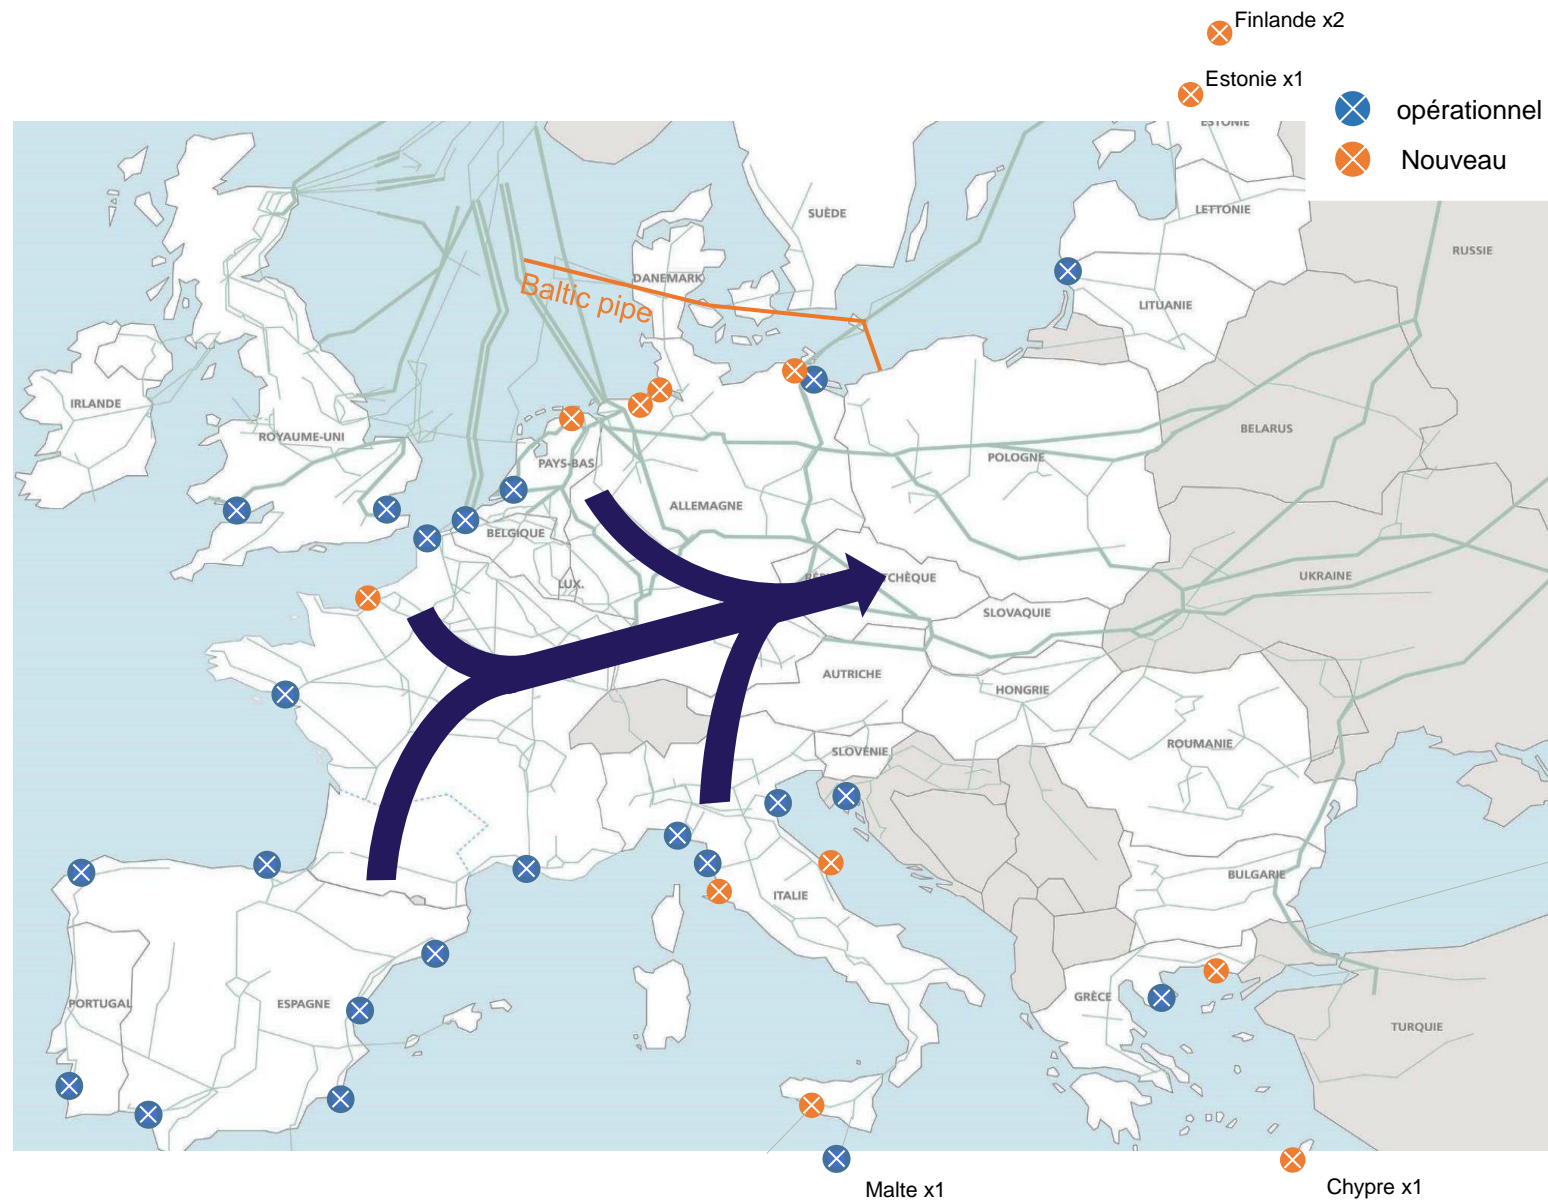 Finlande x2
Estonie x1
opérationnel
Nouveau
ESTONIE
LETTONIE
SUÈDE
RUSSIE
DANEMARK
Baltic pipe
LITUANIE
IRLANDE
ROYAUME-UNI
BELARUS
PAYS-BAS
POLOGNE
ALLEMAGNE
BELGIQUE
LUX.
TCHÈQUE
UKRAINE
SLOVAQUIE
AUTRICHE
HONGRIE
SLOVÉNIE
ROUMANIE
BULGARIE
ITALIE
PORTUGAL
ESPAGNE
GRÈCE
TURQUIE
Malte x1
Chypre x1